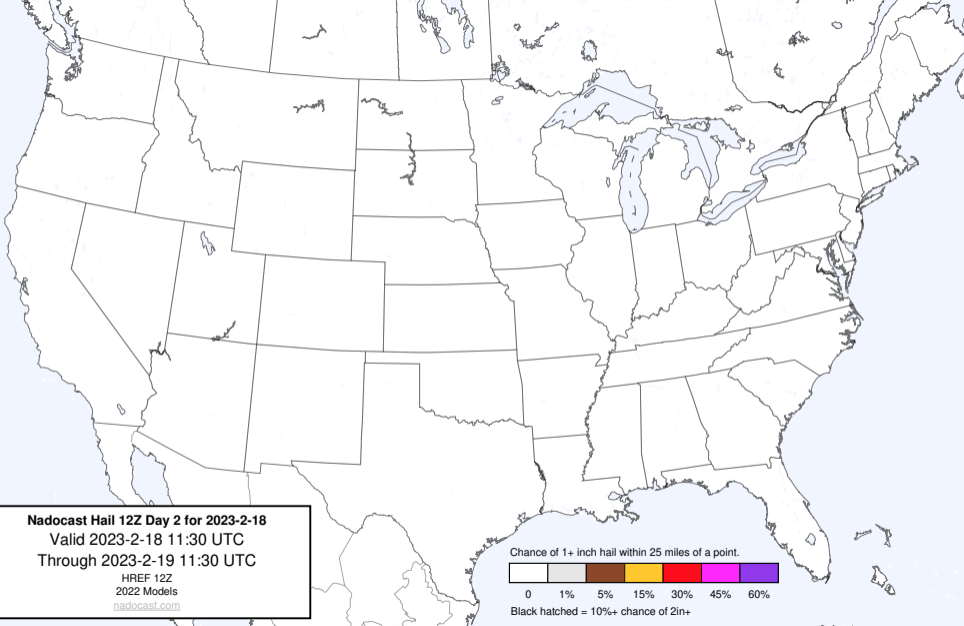 Nadocast Hail 12Z Day 2 for 2023-2-18
Valid 2023-2-18 11:30 UTC
Through 2023-2-19 11:30 UTC
HREF 12Z
2022 Models
nadocast.com
Chance of 1+ inch hail within 25 miles of a point.
0 1% 5% 15% 30% 45% 60%
Black hatched = 10%+ chance of 2in+